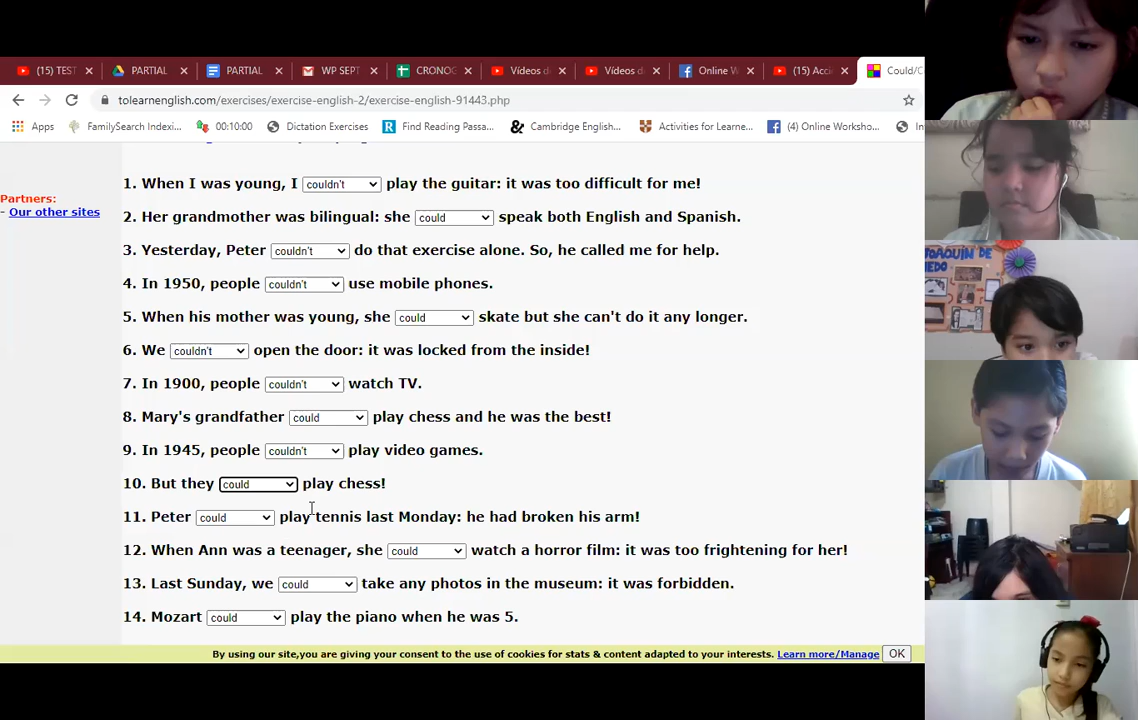 (15) TEST
PARTIAL
PARTIAL
WP SEPT
CRONOG
Vídeos d
Vídeos d
Online W
(15) Acci
Could/C
tolearnenglish.com/exercises/exercise-english-2/exercise-english-91443.php
Apps
FamilySearch Indexi...
00:10:00
Dictation Exercises
Find Reading Passa...
Cambridge English...
Activities for Learne...
(4) Online Worksho...
In
Partners:
- Our other sites
1. When I was young, I couldn't play the guitar: it was too difficult for me!
2. Her grandmother was bilingual: she could speak both English and Spanish.
3. Yesterday, Peter couldn't do that exercise alone. So, he called me for help.
4. In 1950, people couldn't use mobile phones.
5. When his mother was young, she could skate but she can't do it any longer.
6. We couldn't open the door: it was locked from the inside!
7. In 1900, people couldn't watch TV.
8. Mary's grandfather could play chess and he was the best!
9. In 1945, people couldn't play video games.
10. But they could play chess!
11. Peter could play tennis last Monday: he had broken his arm!
12. When Ann was a teenager, she could watch a horror film: it was too frightening for her!
13. Last Sunday, we could take any photos in the museum: it was forbidden.
14. Mozart could play the piano when he was 5.
By using our site,you are giving your consent to the use of cookies for stats & content adapted to your interests. Learn more/Manage OK
JOAQUÍN DE